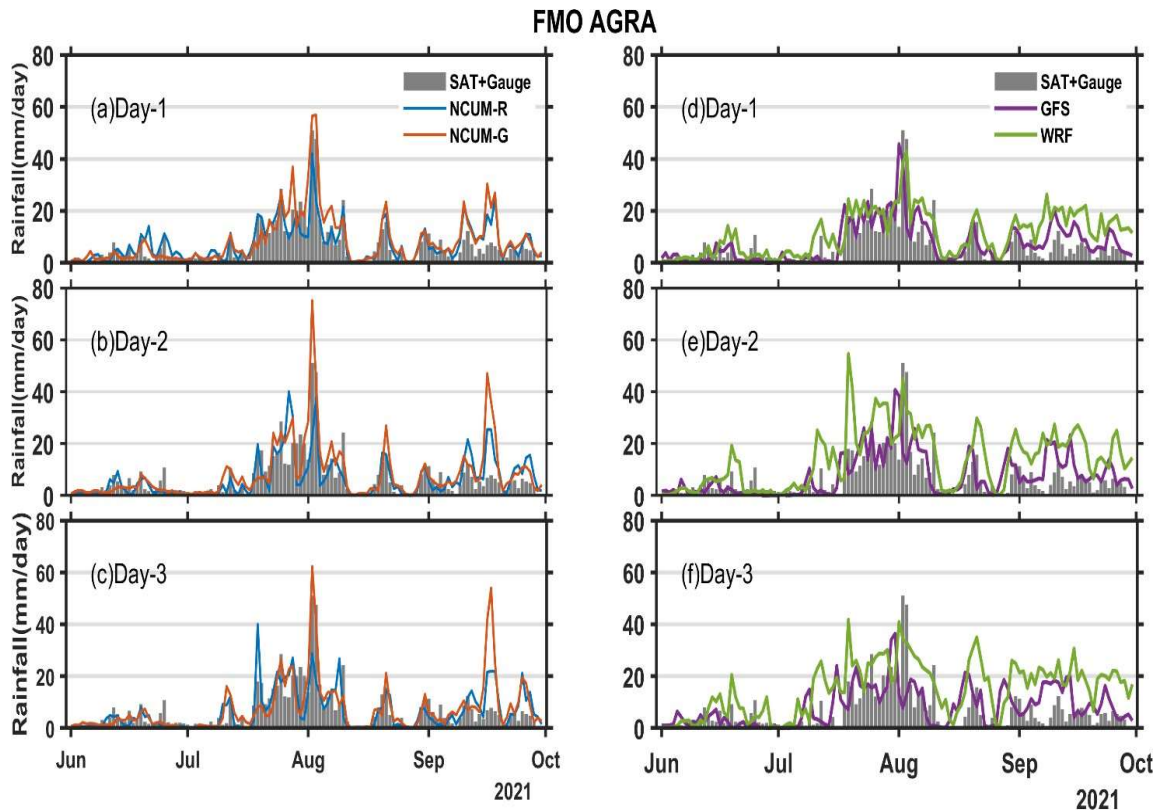 FMO AGRA
Rainfall(mm/day)
80
60
40
20
0
(a)Day-1
SAT+Gauge
NCUM-R
NCUM-G
80
60
40
20
0
(d)Day-1
SAT+Gauge
GFS
WRF
Rainfall(mm/day)
80
60
40
20
0
(b)Day-2
80
60
40
20
0
(e)Day-2
Rainfall(mm/day)
80
60
40
20
0
(c)Day-3
Jun Jul Aug Sep Oct
2021
80
60
40
20
0
(f)Day-3
Jun Jul Aug Sep Oct
2021